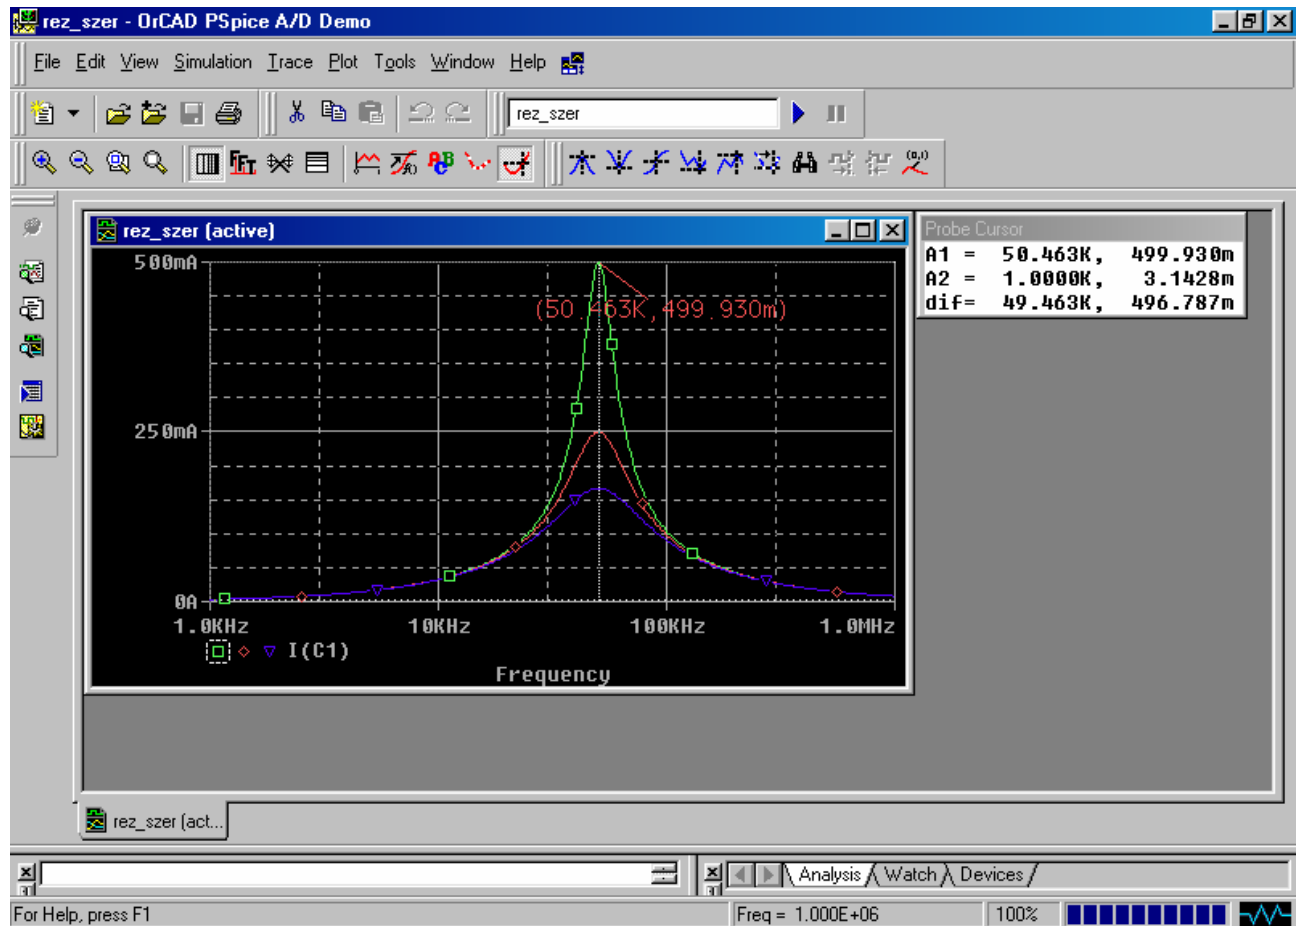 rez_szer - OrCAD PSpice A/D Demo
File Edit View Simulation Trace Plot Tools Window Help
rez_szer
rez_szer (active)
Probe Cursor
A1 = 50.463K, 499.930m
A2 = 1.0000K, 3.1428m
dif= 49.463K, 496.787m
500mA
(50.463K,499.930m)
250mA
0A
1.0KHz 10KHz 100KHz 1.0MHz
I(C1)
Frequency
rez_szer (act...
Analysis Watch Devices
For Help, press F1
Freq = 1.000E+06
100%